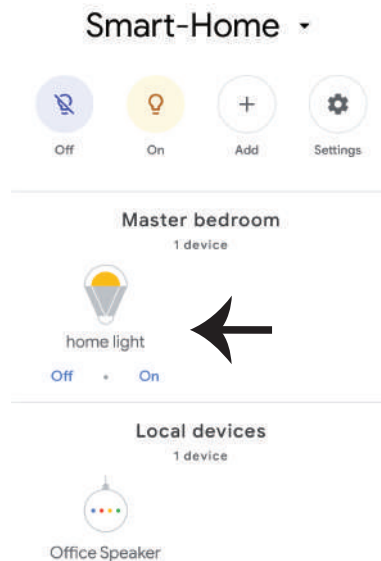 Smart-Home
Off On Add Settings
Master bedroom
1 device
home light
Off • On
Local devices
1 device
Office Speaker